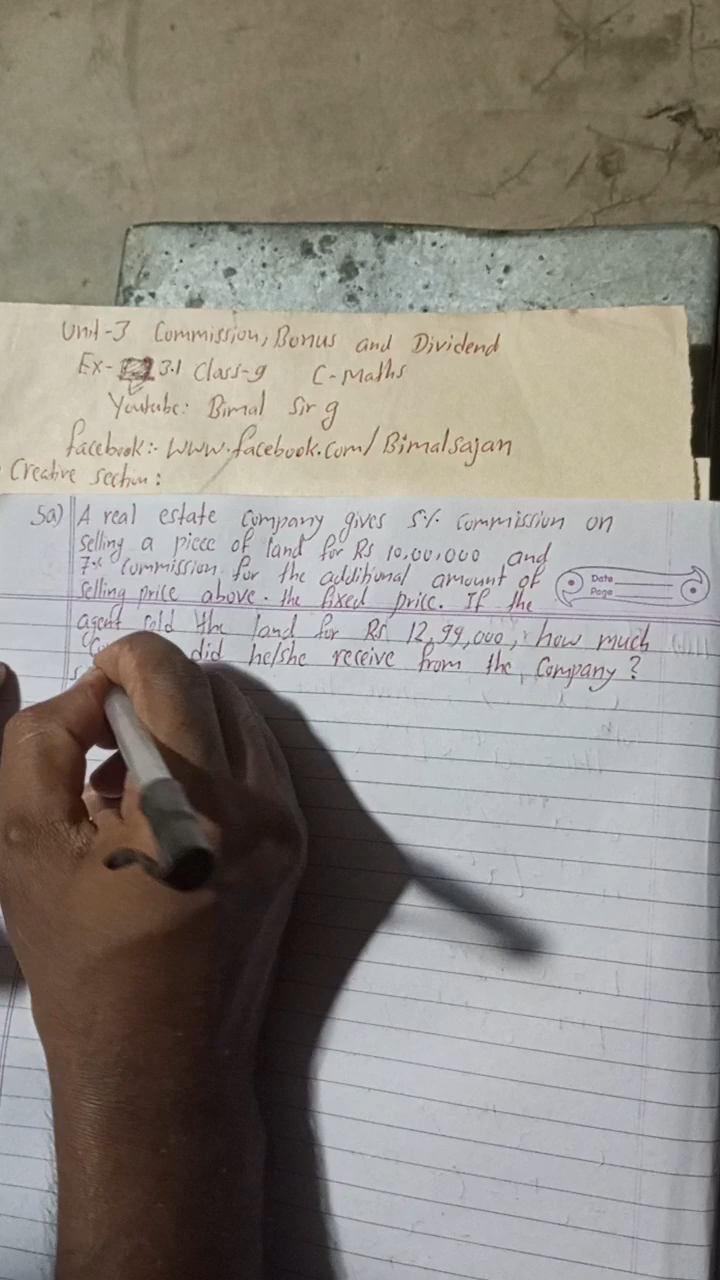 Unit-3 Commission, Bonus and Dividend
Ex- 3.1 Class-9 C-Maths
Youtube: Bimal Sir g
facebook:- www.facebook.com/Bimalsajan
Creative section:
5a) A real estate company gives 5% commission on
selling a piece of land for Rs 10,00,000 and
7% commission for the additional amount of
selling price above the fixed price. If the
agent sold the land for Rs 12,99,000, how much
did he/she receive from the company?
Date
Page